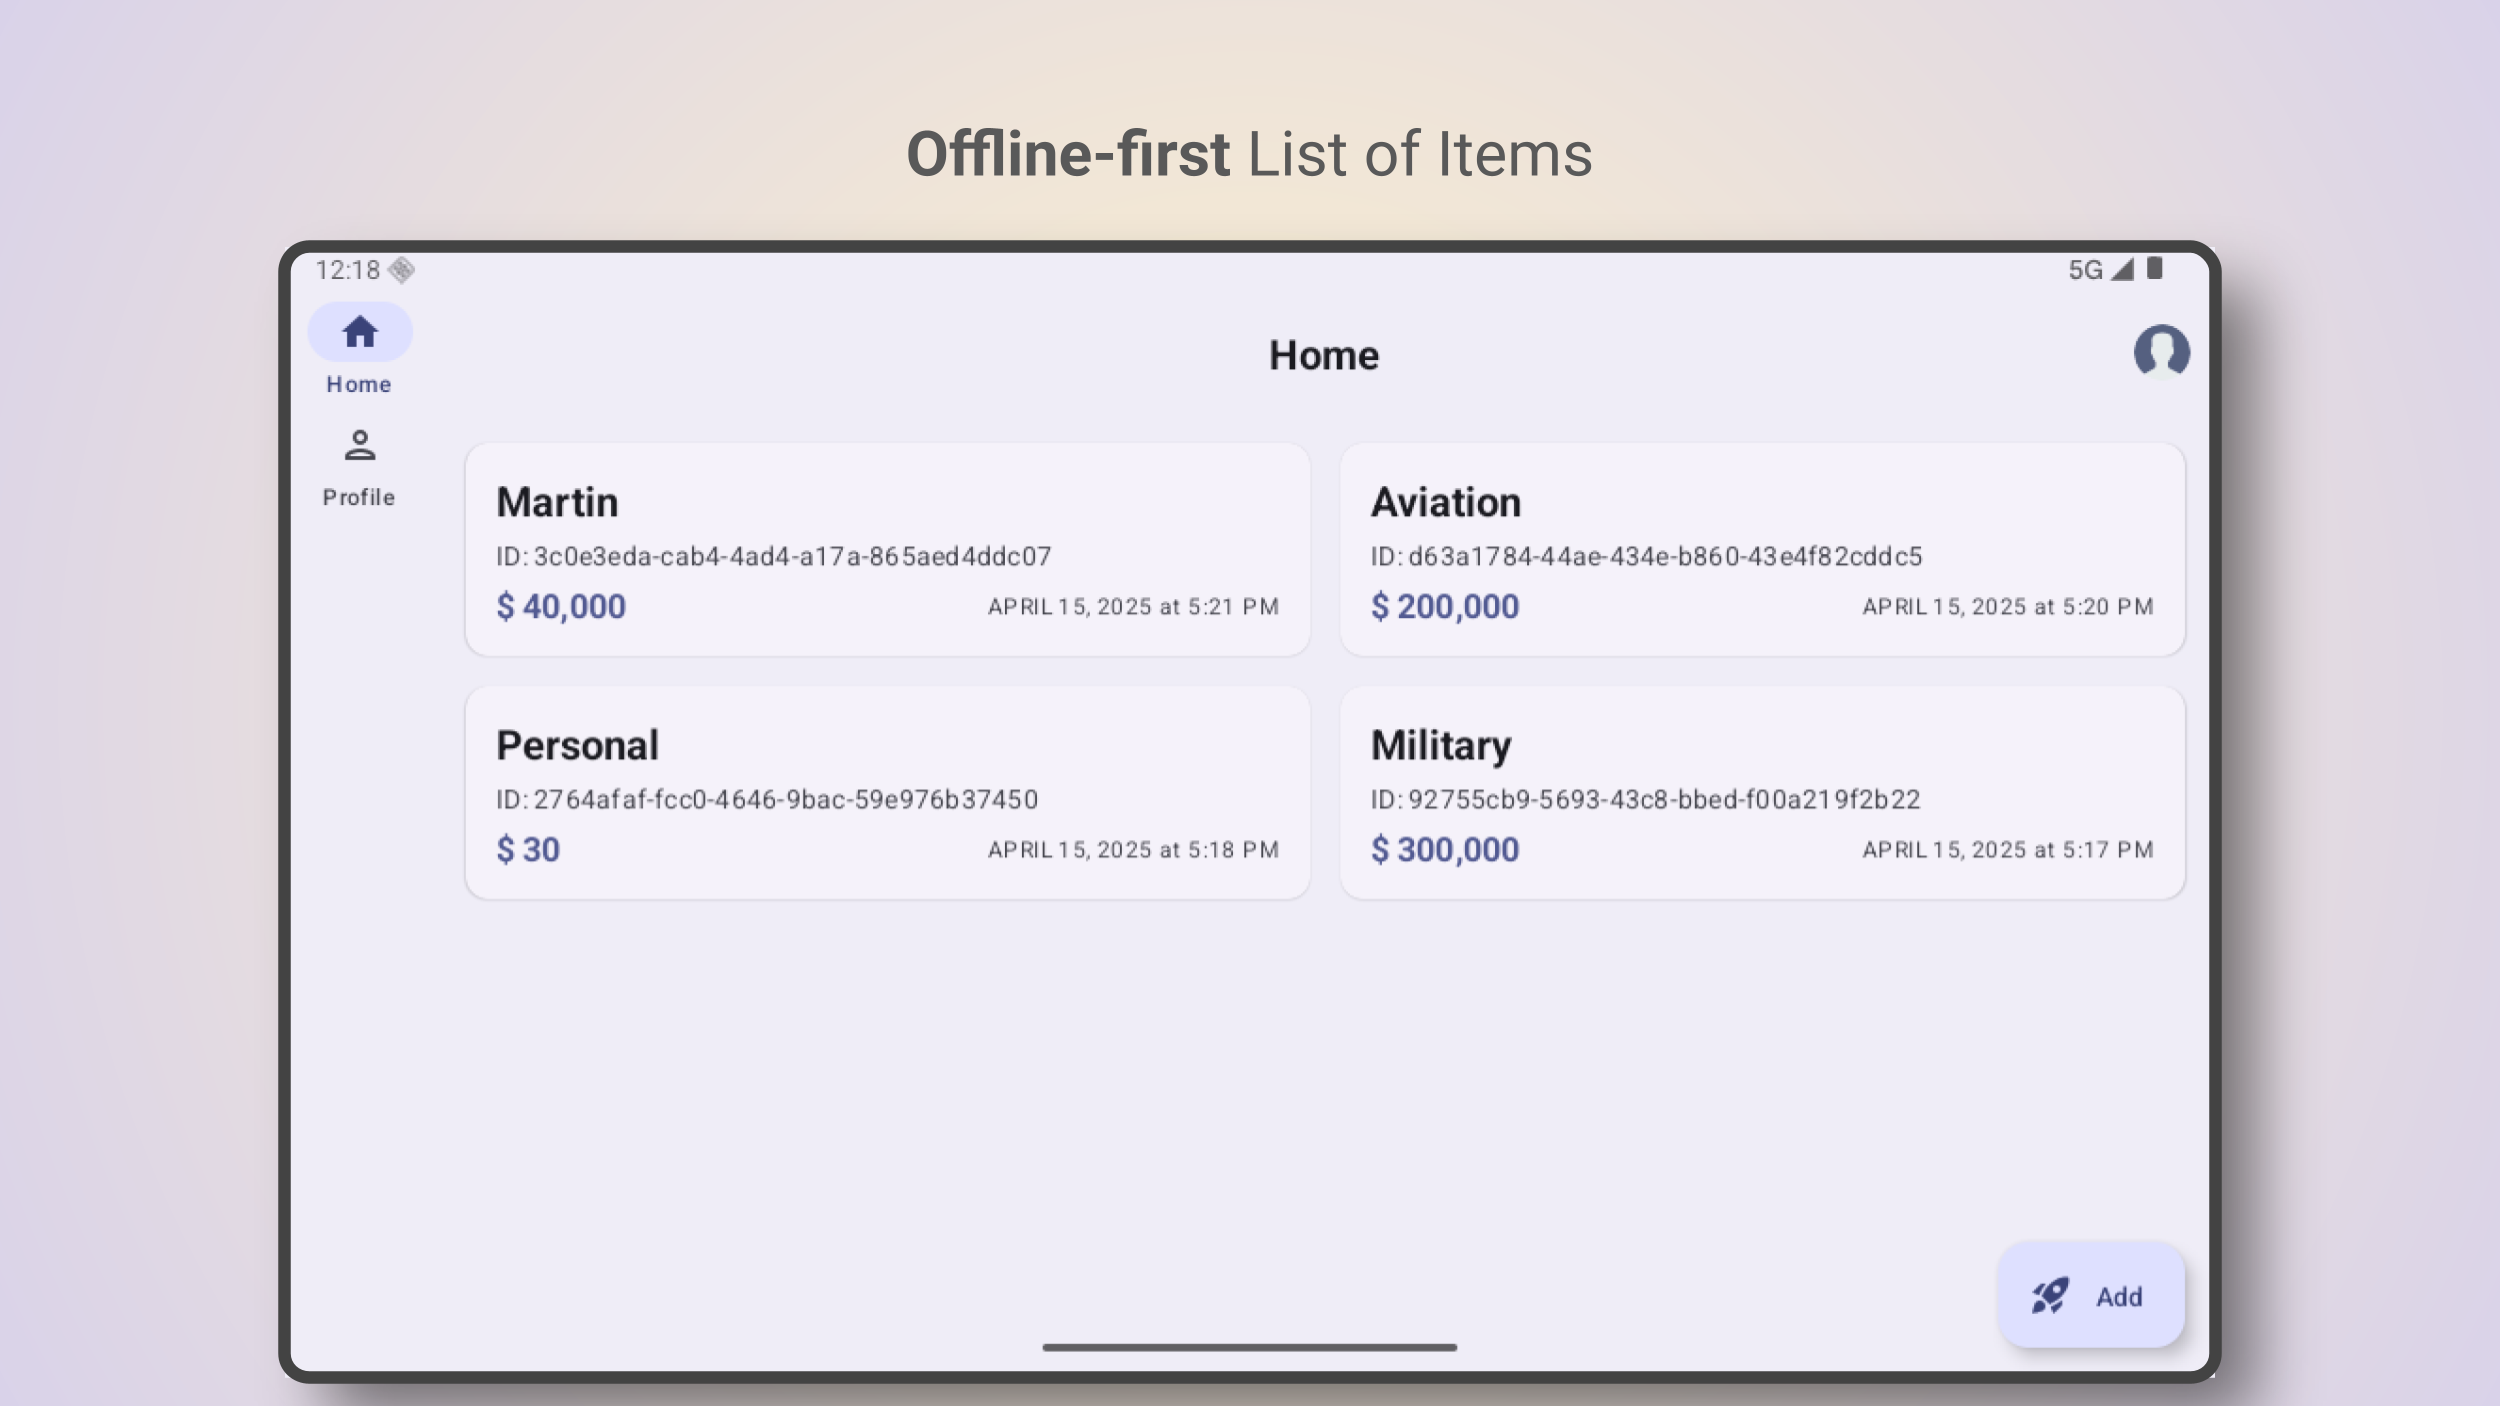 Offline-first List of Items
12:18
5G
Home
Profile
Home
Martin
ID: 3c0e3eda-cab4-4ad4-a17a-865aed4ddc07
$ 40,000
APRIL 15, 2025 at 5:21 PM
Aviation
ID: d63a1784-44ae-434e-b860-43e4f82cddc5
$ 200,000
APRIL 15, 2025 at 5:20 PM
Personal
ID: 2764afaf-fcc0-4646-9bac-59e976b37450
$ 30
APRIL 15, 2025 at 5:18 PM
Military
ID: 92755cb9-5693-43c8-bbed-f00a219f2b22
$ 300,000
APRIL 15, 2025 at 5:17 PM
Add